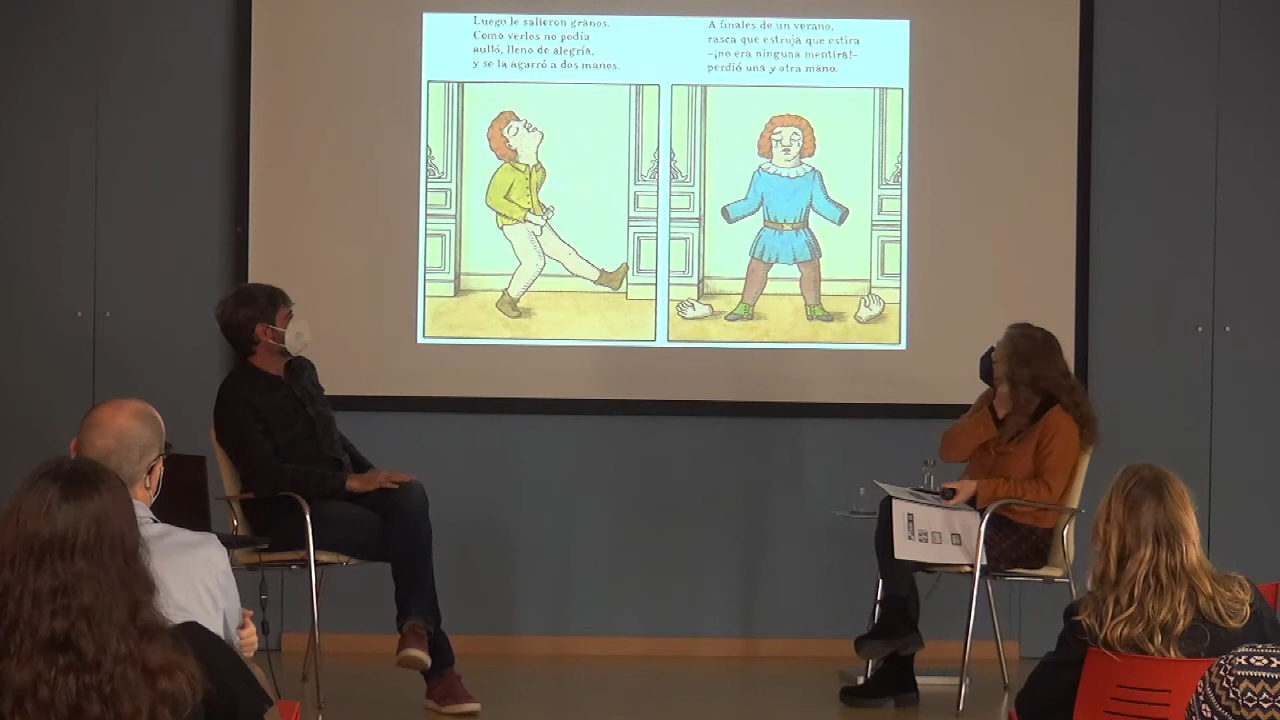 Luego le salieron granos.
Como verlos no podía
aulló, lleno de alegría,
y se la agarró a dos manos.
A finales de un verano,
rasca que estruja que estira
–¡no era ninguna mentira!–
perdió una y otra mano.